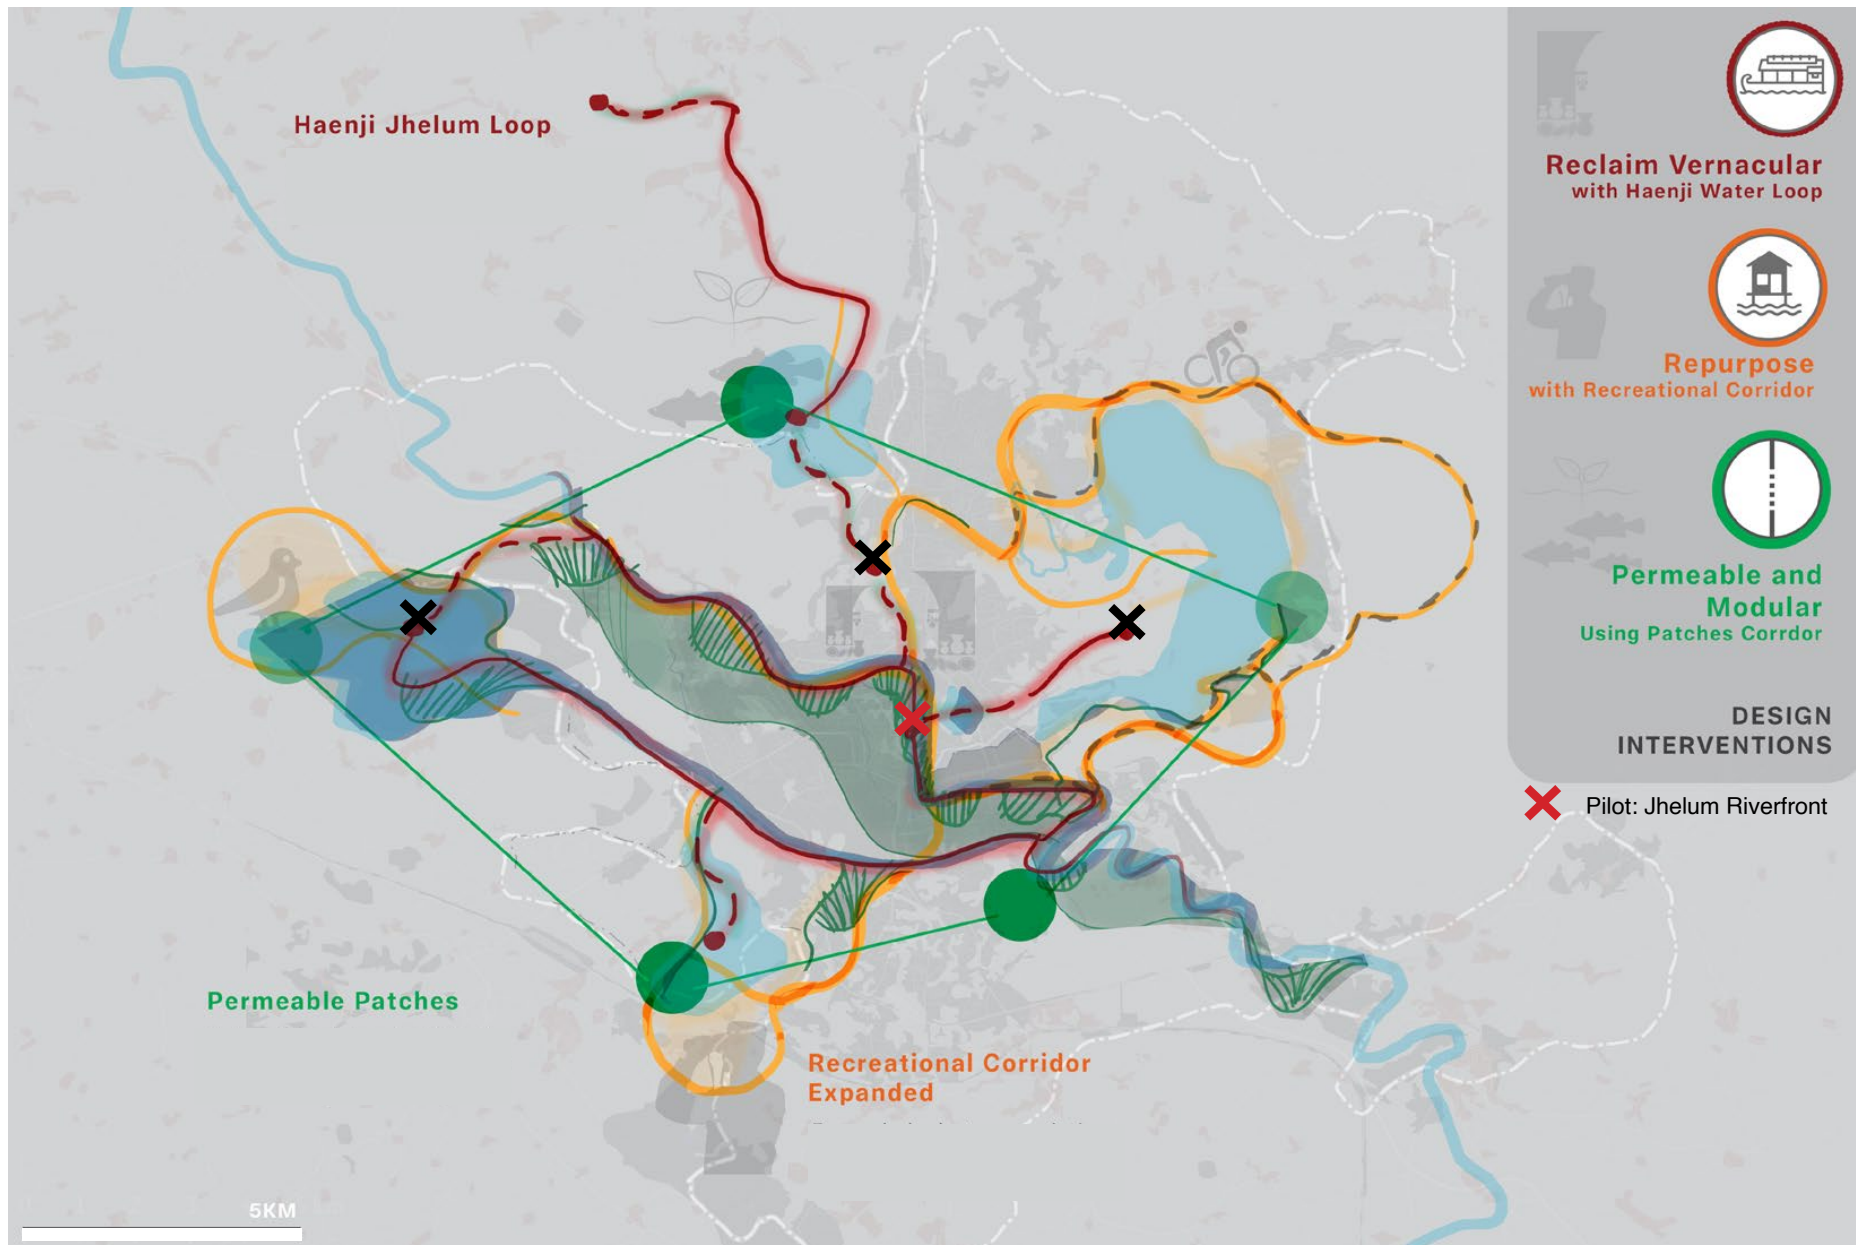 Haenji Jhelum Loop
Reclaim Vernacular
with Haenji Water Loop
Repurpose
with Recreational Corridor
Permeable and
Modular
Using Patches Corrdor
DESIGN
INTERVENTIONS
Pilot: Jhelum Riverfront
Permeable Patches
Recreational Corridor
Expanded
5KM